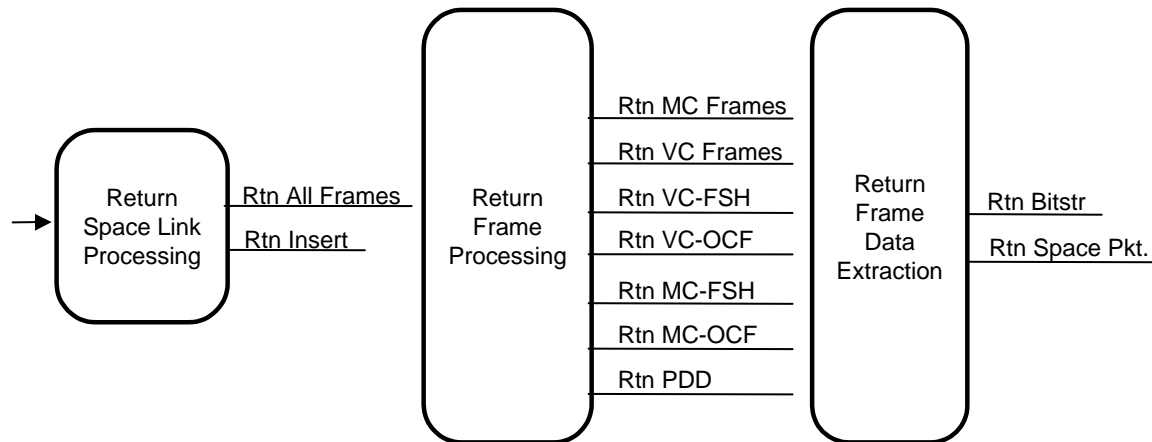 Return
Space Link
Processing
Rtn All Frames
Rtn Insert
Return
Frame
Processing
Rtn MC Frames
Rtn VC Frames
Rtn VC-FSH
Rtn VC-OCF
Rtn MC-FSH
Rtn MC-OCF
Rtn PDD
Return
Frame
Data
Extraction
Rtn Bitstr
Rtn Space Pkt.